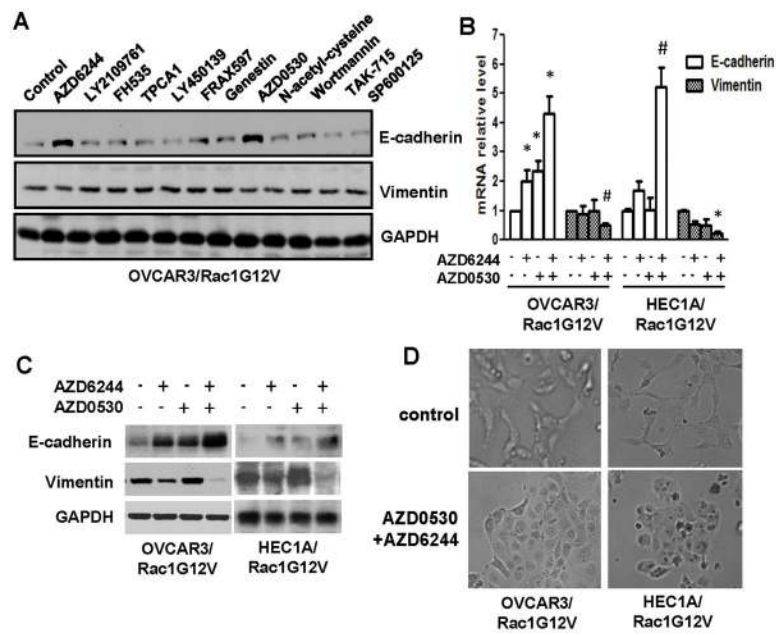 A
Control
AZD6244
LY2109761
FH535
TPCA1
LY450139
FRAX597
Genestin
AZD0530
N-acetyl-cysteine
Wortmannin
TAK-715
SP600125
E-cadherin
Vimentin
GAPDH
OVCAR3/Rac1G12V
B
mRNA relative level
7
6
5
4
3
2
1
0
E-cadherin
Vimentin
* * * # # *
AZD6244 - + - + - + - + - + - + - + - +
AZD0530 - - + + - - + + - - + + - - + +
OVCAR3/ HEC1A/
Rac1G12V Rac1G12V
C
AZD6244 - + - + - + - +
AZD0530 - - + + - - + +
E-cadherin
Vimentin
GAPDH
OVCAR3/ HEC1A/
Rac1G12V Rac1G12V
D
control
AZD0530
+AZD6244
OVCAR3/ HEC1A/
Rac1G12V Rac1G12V